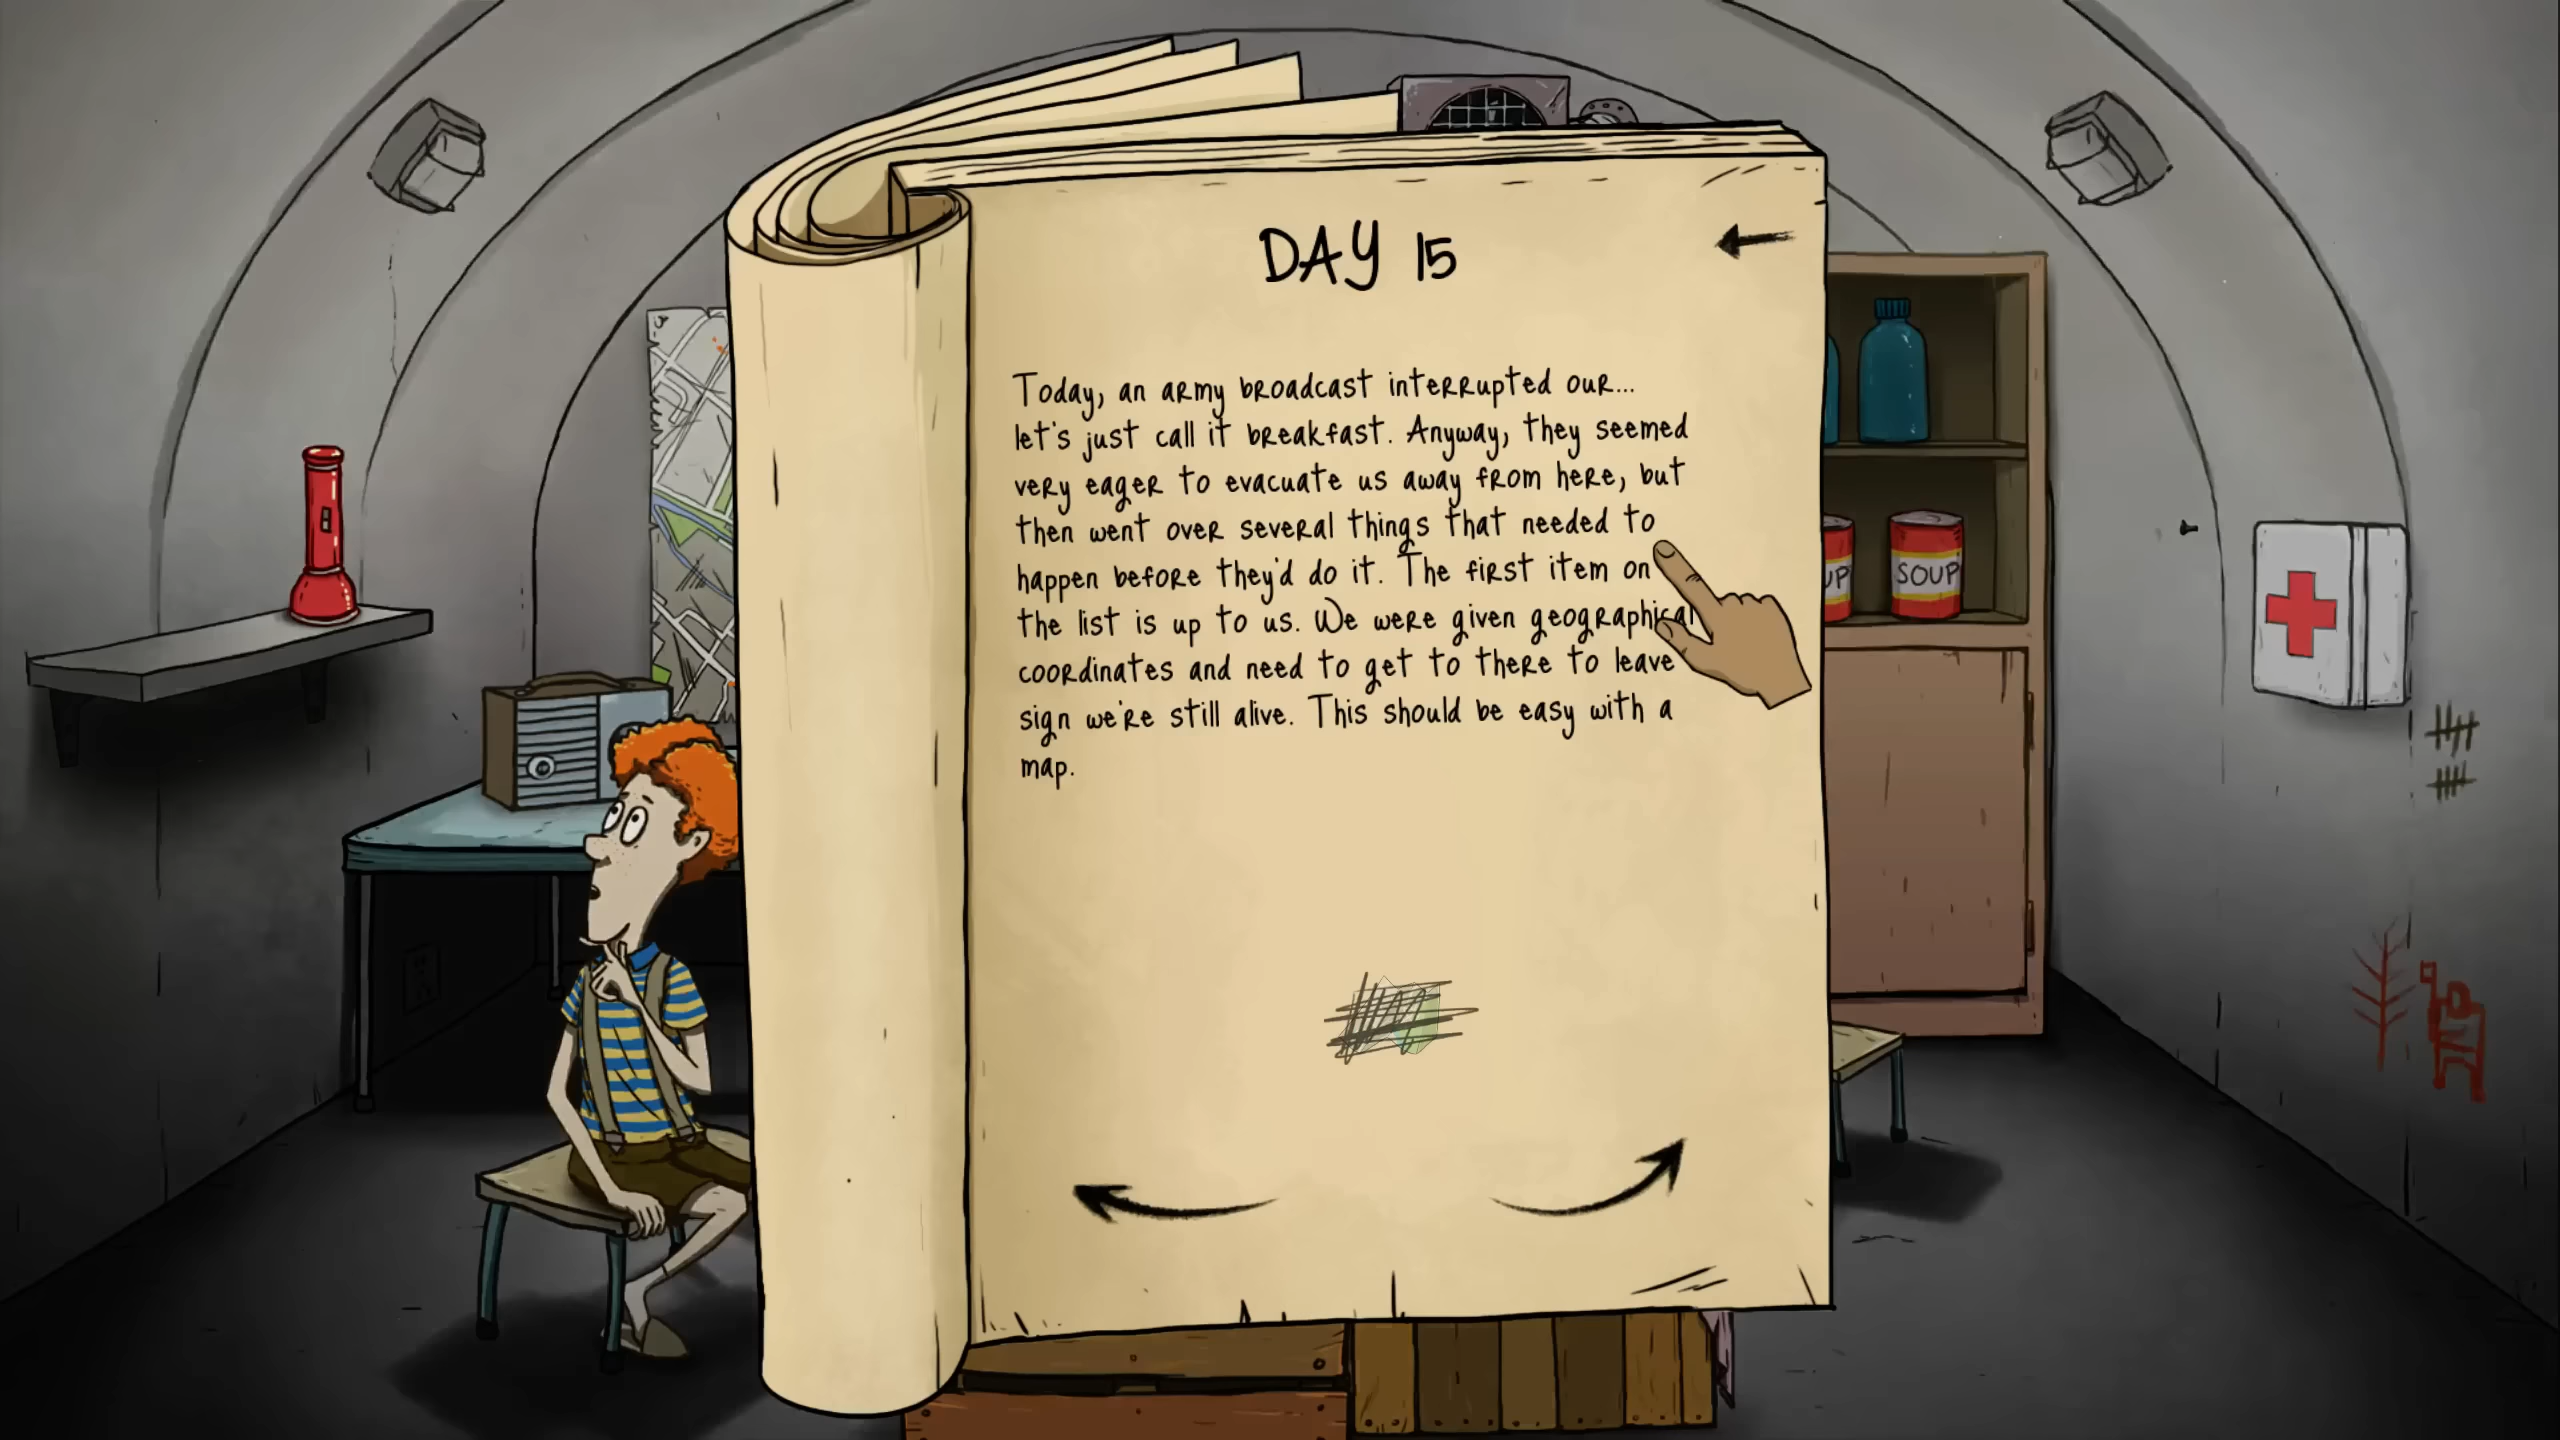 DAY 15
Today, an army broadcast interrupted our...
let's just call it breakfast. Anyway, they seemed
very eager to evacuate us away from here, but
then went over several things that needed to
happen before they'd do it. The first item on
the list is up to us. We were given geographical
coordinates and need to get to there to leave
sign we're still alive. This should be easy with a
map.
UP
SOUP